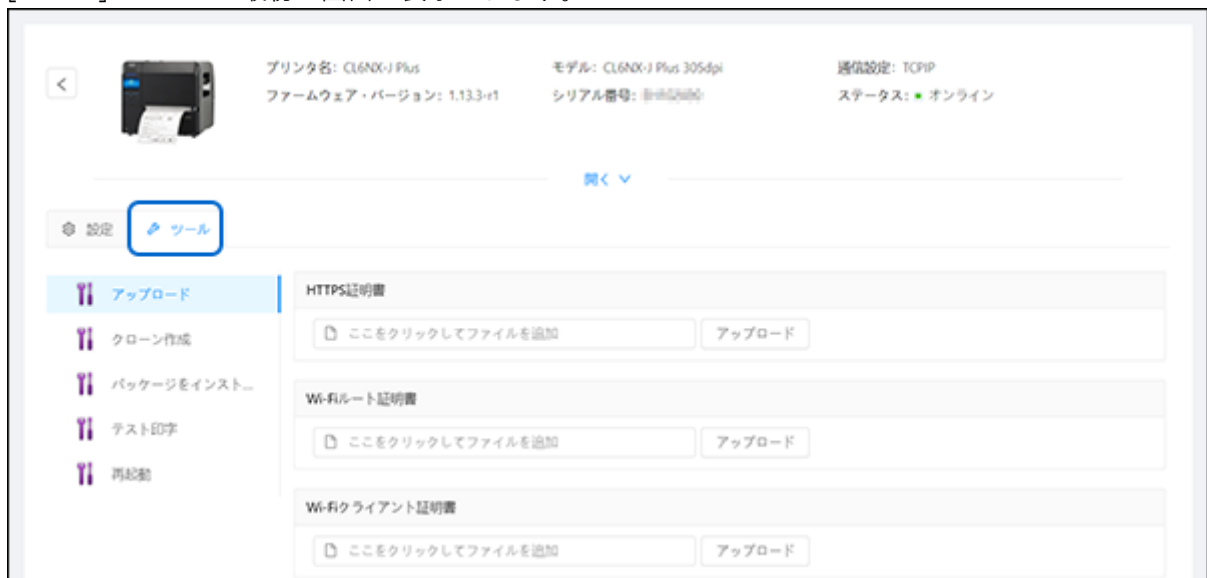 プリンタ名: CL6NX-J Plus
モデル: CL6NX-J Plus 305dpi
通信設定: TCPIP
ファームウェア・バージョン: 1.13.3-r1
シリアル番号:
ステータス: オンライン
開く
設定
ツール
アップロード
クローン作成
パッケージをインスト...
テスト印字
再起動
HTTPS証明書
ここをクリックしてファイルを追加
アップロード
Wi-Fiルート証明書
ここをクリックしてファイルを追加
アップロード
Wi-Fiクライアント証明書
ここをクリックしてファイルを追加
アップロード